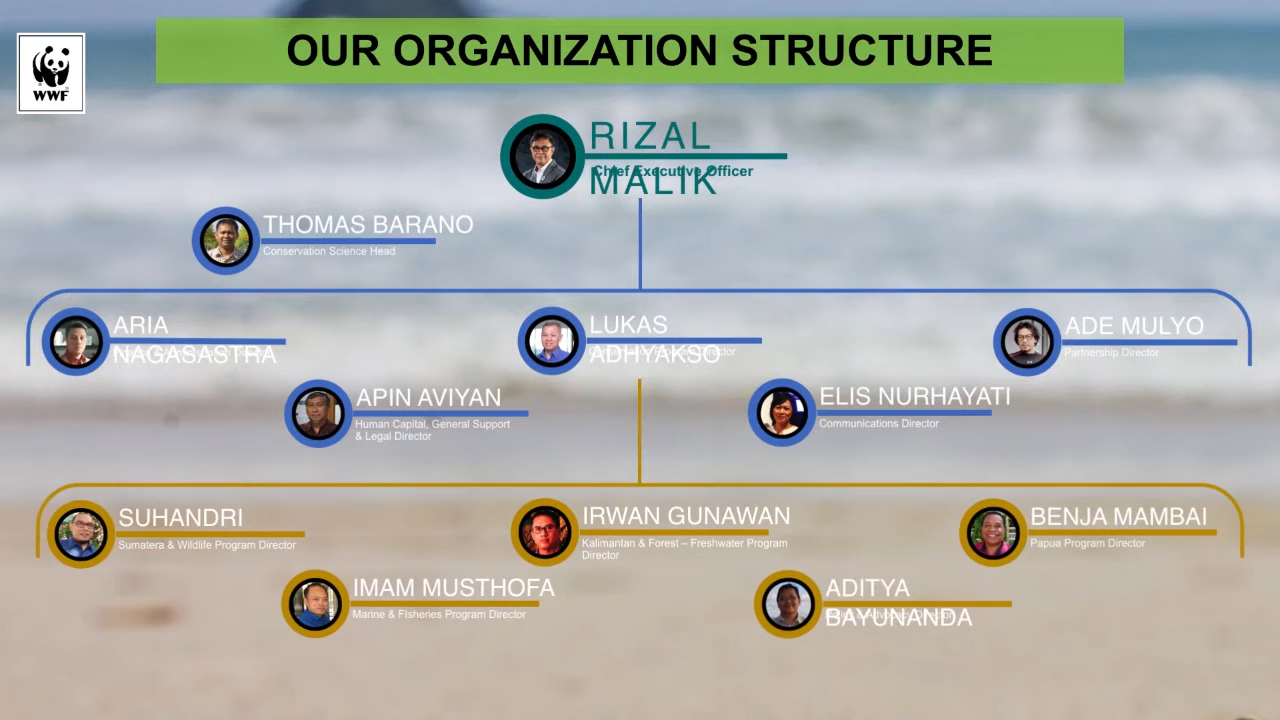 OUR ORGANIZATION STRUCTURE
WWF
RIZAL
MALIK
Chief Executive Officer
THOMAS BARANO
Conservation Science Head
ARIA
NAGASASTRA
LUKAS
ADHYAKSO
Director
ADE MULYO
Partnership Director
APIN AVIYAN
Human Capital, General Support
& Legal Director
ELIS NURHAYATI
Communications Director
SUHANDRI
Sumatera & Wildlife Program Director
IRWAN GUNAWAN
Kalimantan & Forest – Freshwater Program
Director
BENJA MAMBAI
Papua Program Director
IMAM MUSTHOFA
Marine & FIsheries Program Director
ADITYA
BAYUNANDA